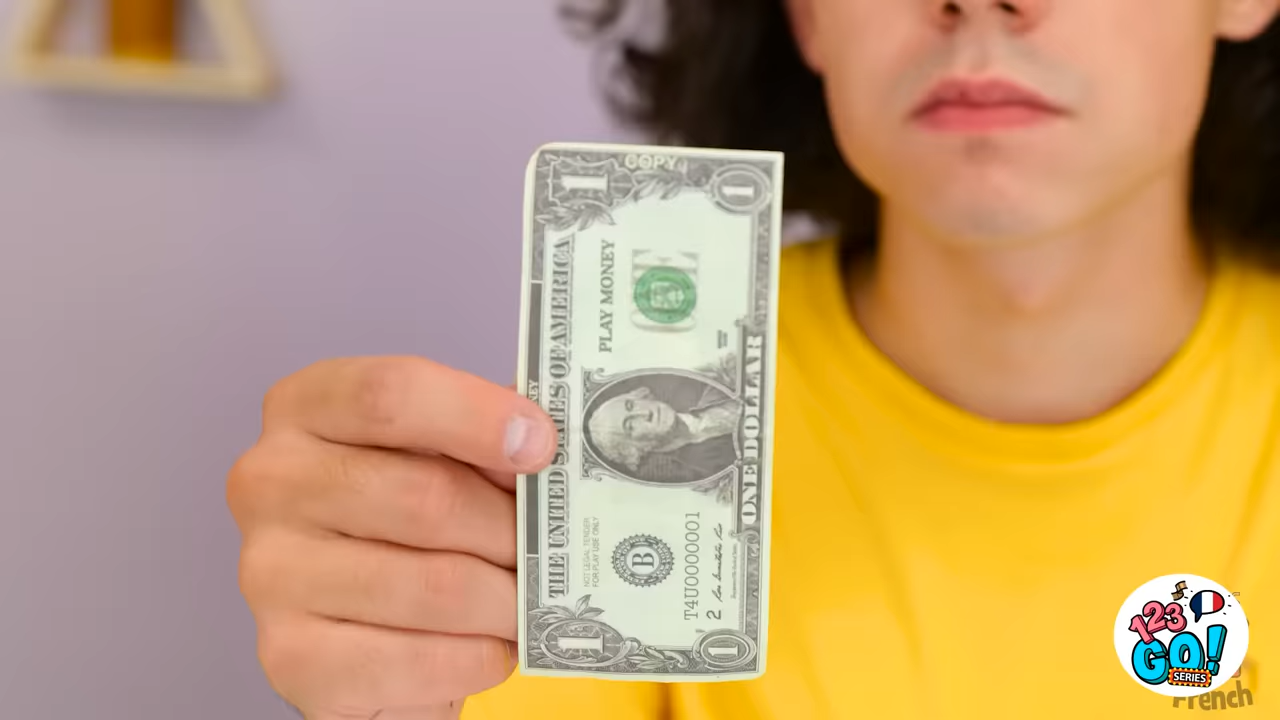 COPY
1
1
THE UNITED STATES OF AMERICA
PLAY MONEY
ONE DOLLAR
NOT LEGAL TENDER
FOR PLAY USE ONLY
B
T4U0000001
2
1
1
123
GO!
SERIES
French